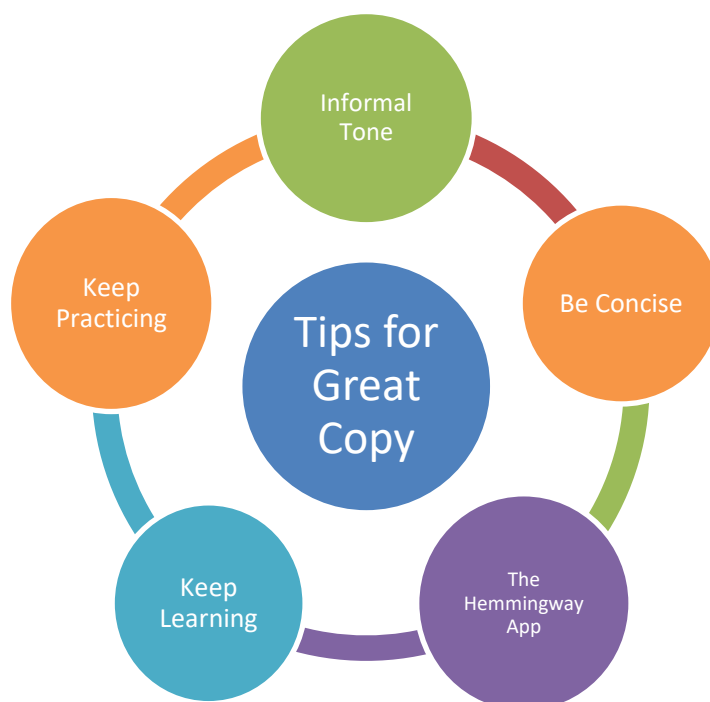 Informal
Tone
Be Concise
The
Hemmingway
App
Keep
Learning
Keep
Practicing
Tips for
Great
Copy